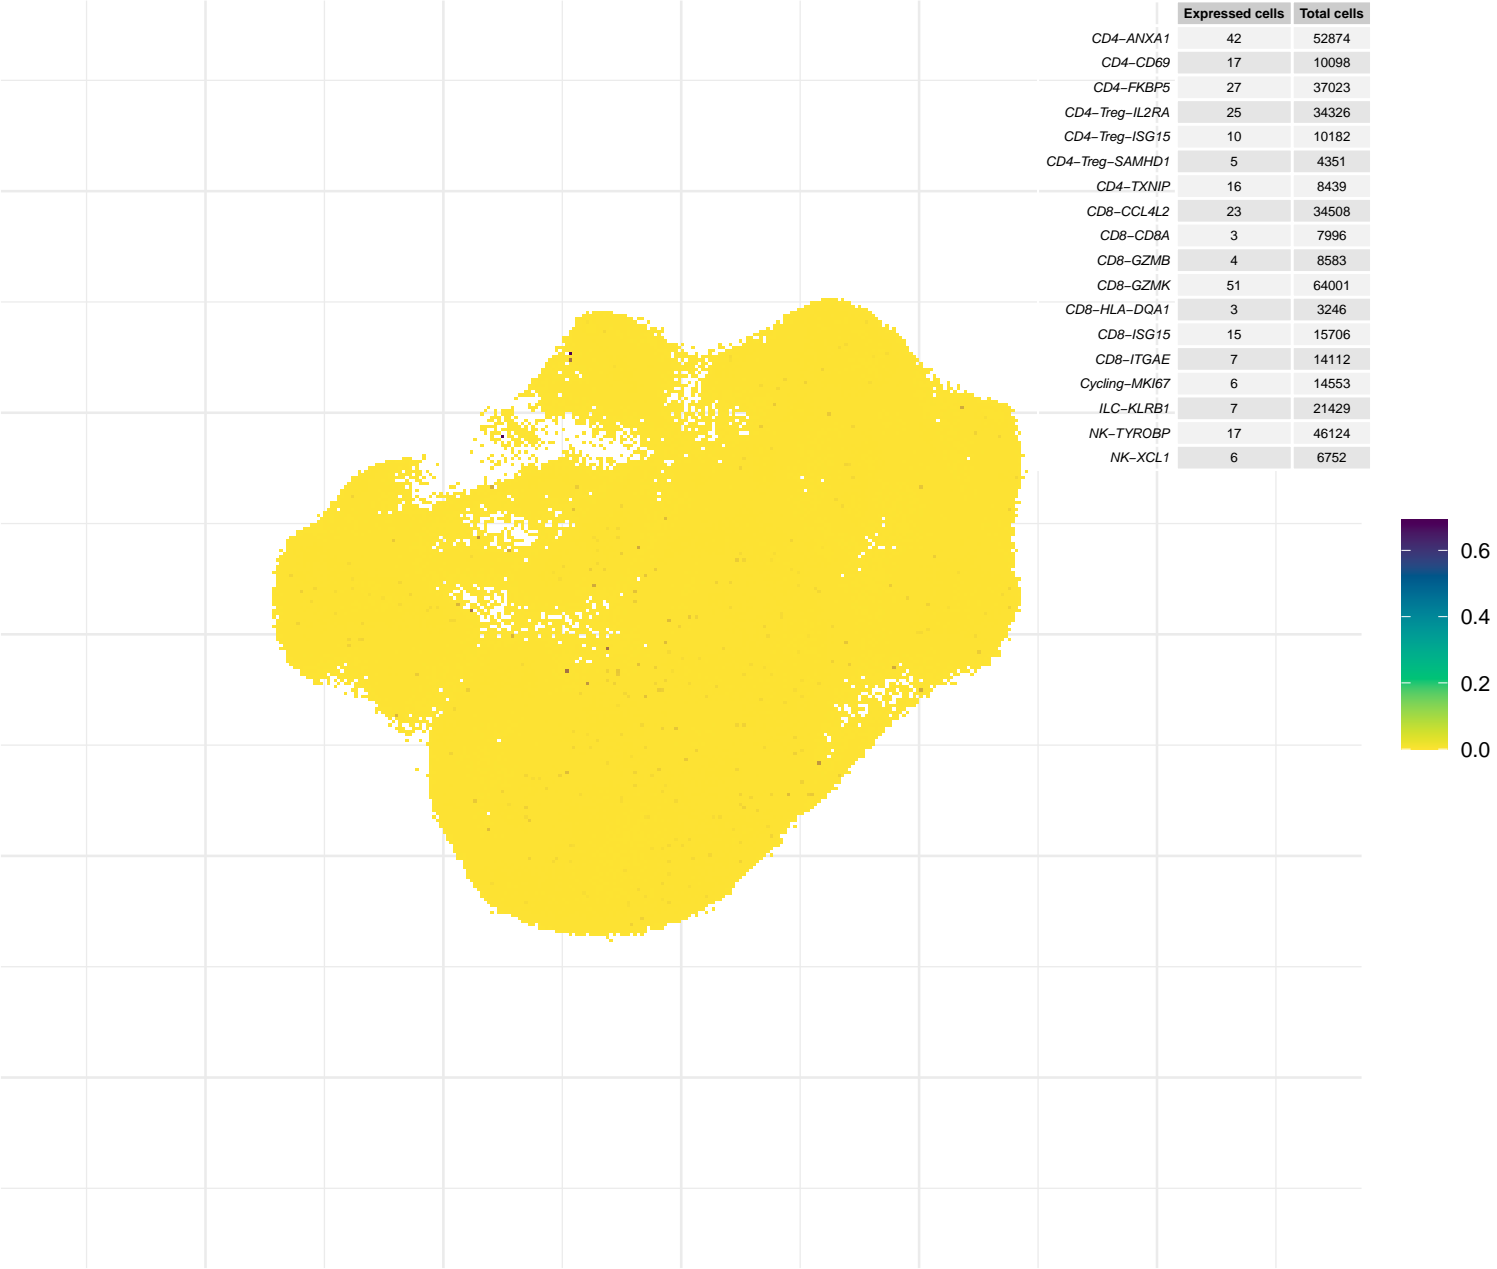 Expressed cells Total cells
CD4−ANXA1 42 52874
CD4−CD69 17 10098
CD4−FKBP5 27 37023
CD4−Treg−IL2RA 25 34326
CD4−Treg−ISG15 10 10182
CD4−Treg−SAMHD1 5 4351
CD4−TXNIP 16 8439
CD8−CCL4L2 23 34508
CD8−CD8A 3 7996
CD8−GZMB 4 8583
CD8−GZMK 51 64001
CD8−HLA−DQA1 3 3246
CD8−ISG15 15 15706
CD8−ITGAE 7 14112
Cycling−MKI67 6 14553
ILC−KLRB1 7 21429
NK−TYROBP 17 46124
NK−XCL1 6 6752
0.6
0.4
0.2
0.0